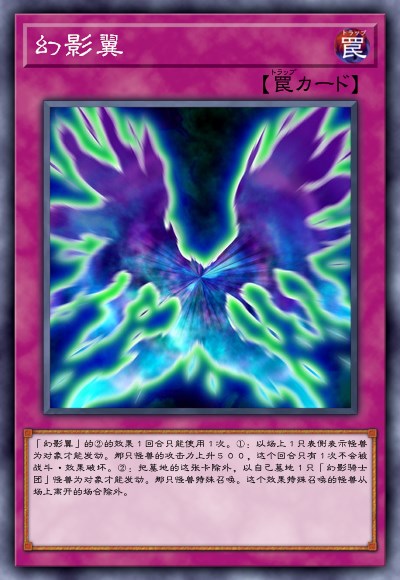 幻影翼
トラップ
罠
トラップ
【罠カード】
「幻影翼」的②的效果１回合只能使用１次。①：以场上１只表侧表示怪兽
为对象才能发动。那只怪兽的攻击力上升５００，这个回合只有１次不会被
战斗·效果破坏。②：把墓地的这张卡除外，以自己墓地１只「幻影骑士
团」怪兽为对象才能发动。那只怪兽特殊召唤。这个效果特殊召唤的怪兽从
场上离开的场合除外。